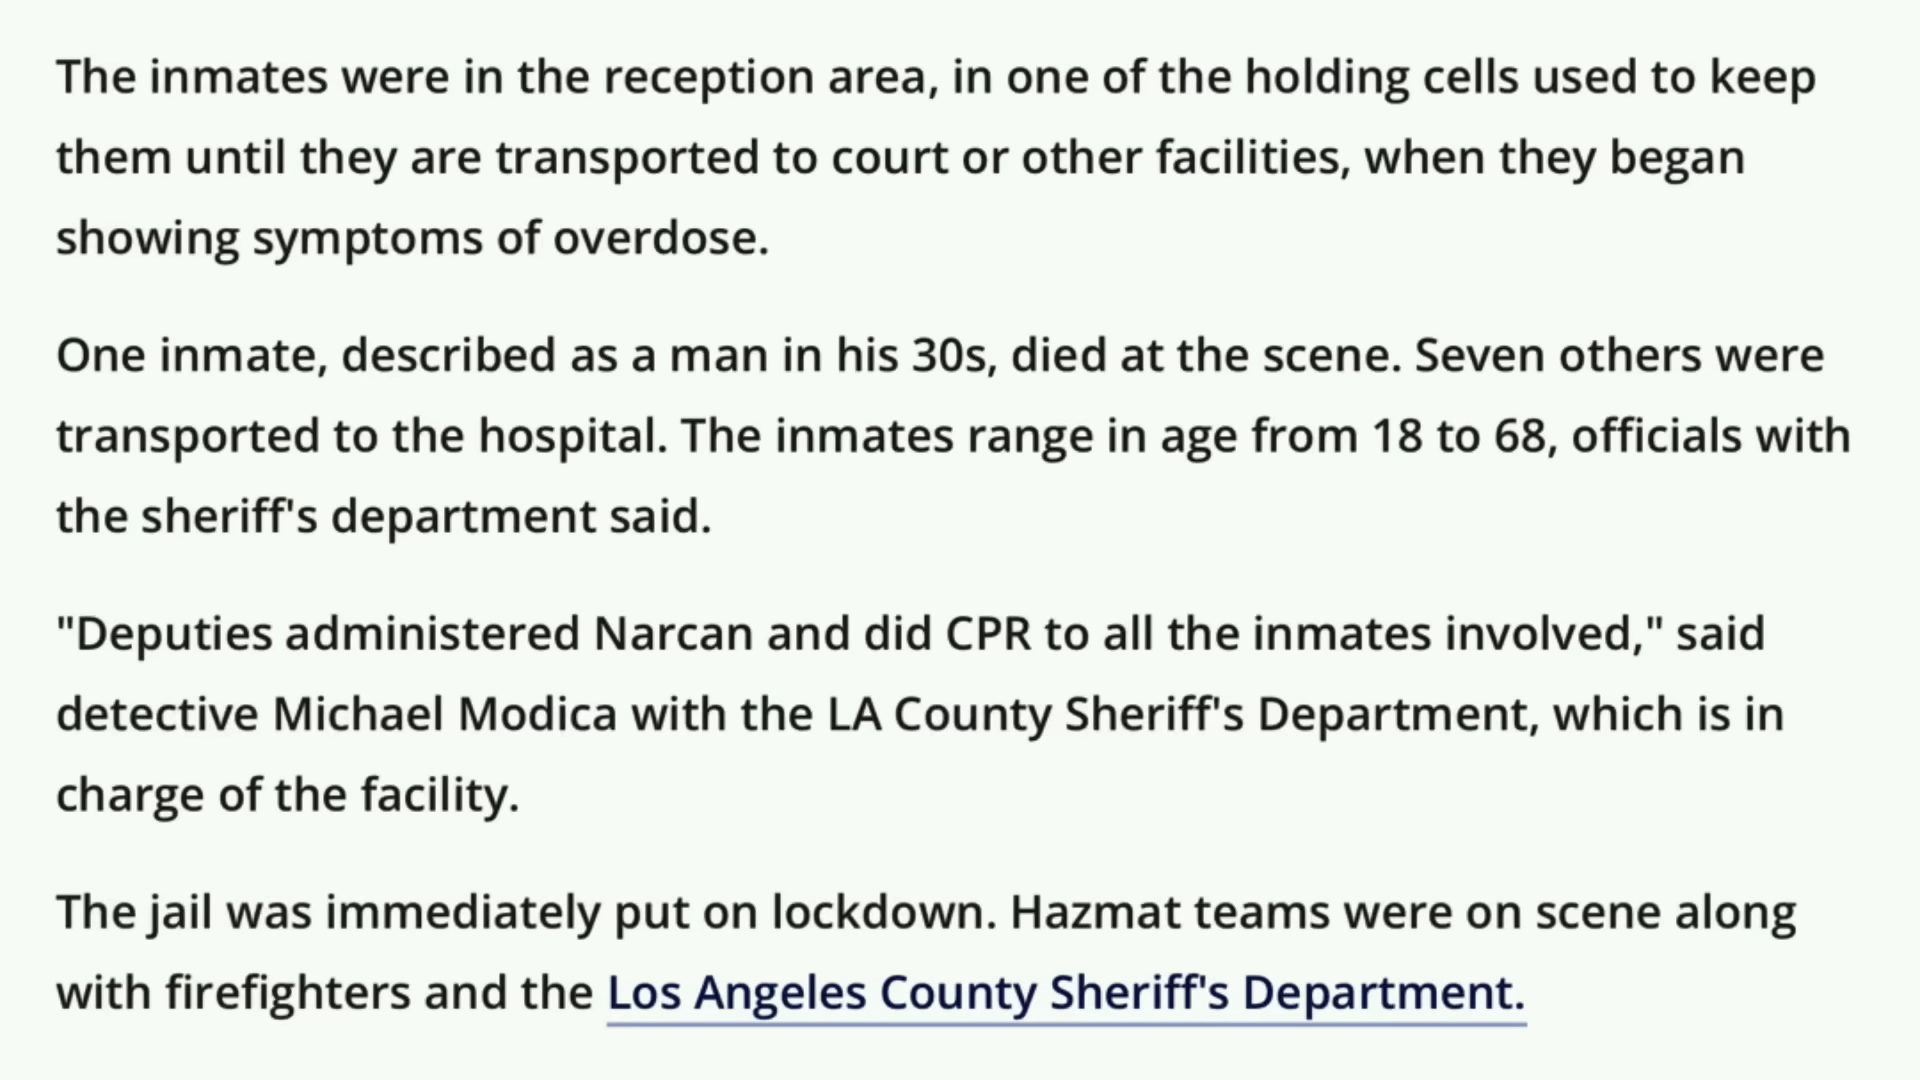 The inmates were in the reception area, in one of the holding cells used to keep
them until they are transported to court or other facilities, when they began
showing symptoms of overdose.
One inmate, described as a man in his 30s, died at the scene. Seven others were
transported to the hospital. The inmates range in age from 18 to 68, officials with
the sheriff's department said.
"Deputies administered Narcan and did CPR to all the inmates involved," said
detective Michael Modica with the LA County Sheriff's Department, which is in
charge of the facility.
The jail was immediately put on lockdown. Hazmat teams were on scene along
with firefighters and the Los Angeles County Sheriff's Department.